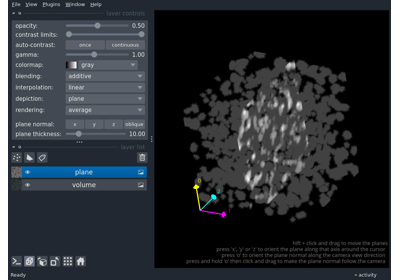 File View Plugins Window Help
layer controls
opacity: 0.50
contrast limits:
auto-contrast: once continuous
gamma: 1.00
colormap: gray
blending: additive
interpolation: linear
depiction: plane
rendering: average
plane normal: x y z oblique
plane thickness: 10.00
layer list
plane
volume
hift + click and drag to move the planes
press 'x', 'y' or 'z' to orient the plane along that axis around the cursor
press 'o' to orient the plane normal along the camera view direction
press and hold 'o' then click and drag to make the plane normal follow the camera
Ready
activity